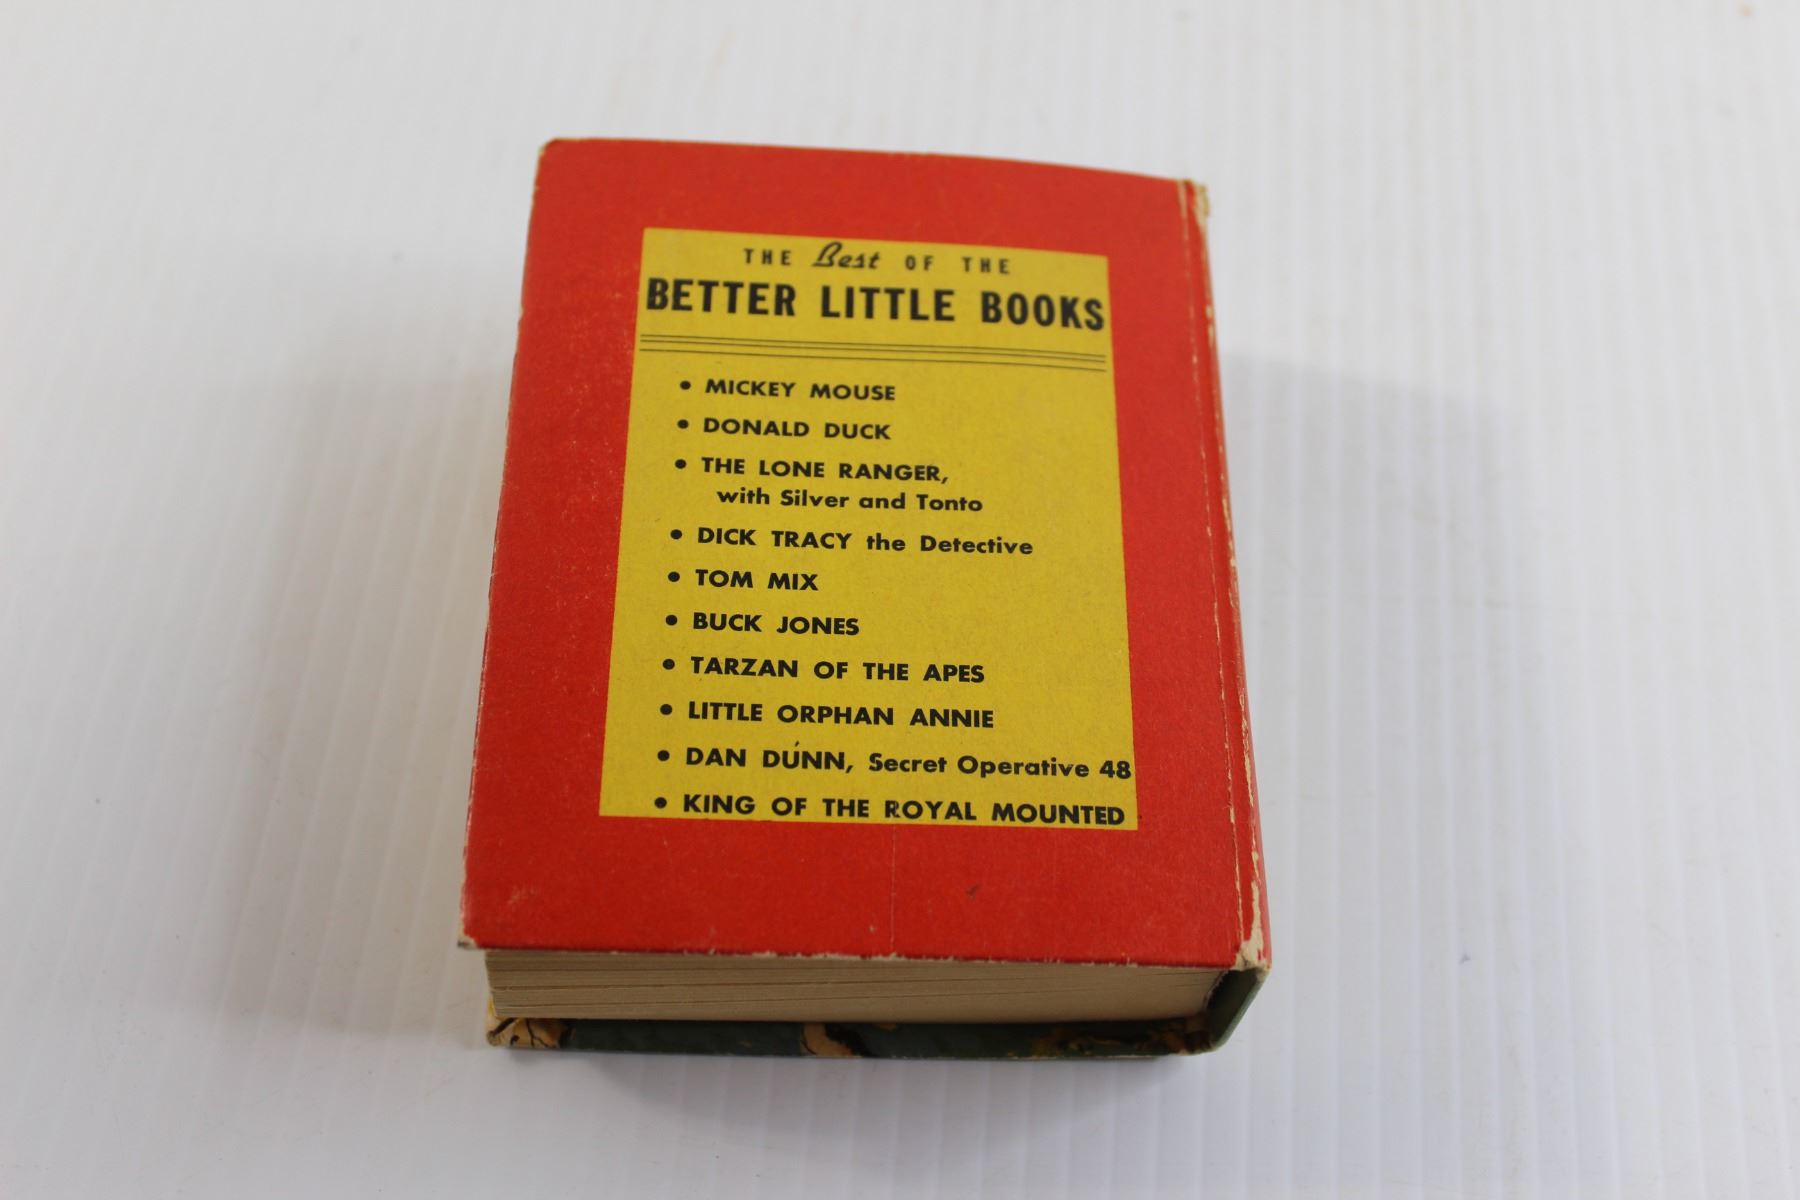 THE Best OF THE
BETTER LITTLE BOOKS
• MICKEY MOUSE
• DONALD DUCK
• THE LONE RANGER,
with Silver and Tonto
• DICK TRACY the Detective
• TOM MIX
• BUCK JONES
• TARZAN OF THE APES
• LITTLE ORPHAN ANNIE
• DAN DUNN, Secret Operative 48
• KING OF THE ROYAL MOUNTED